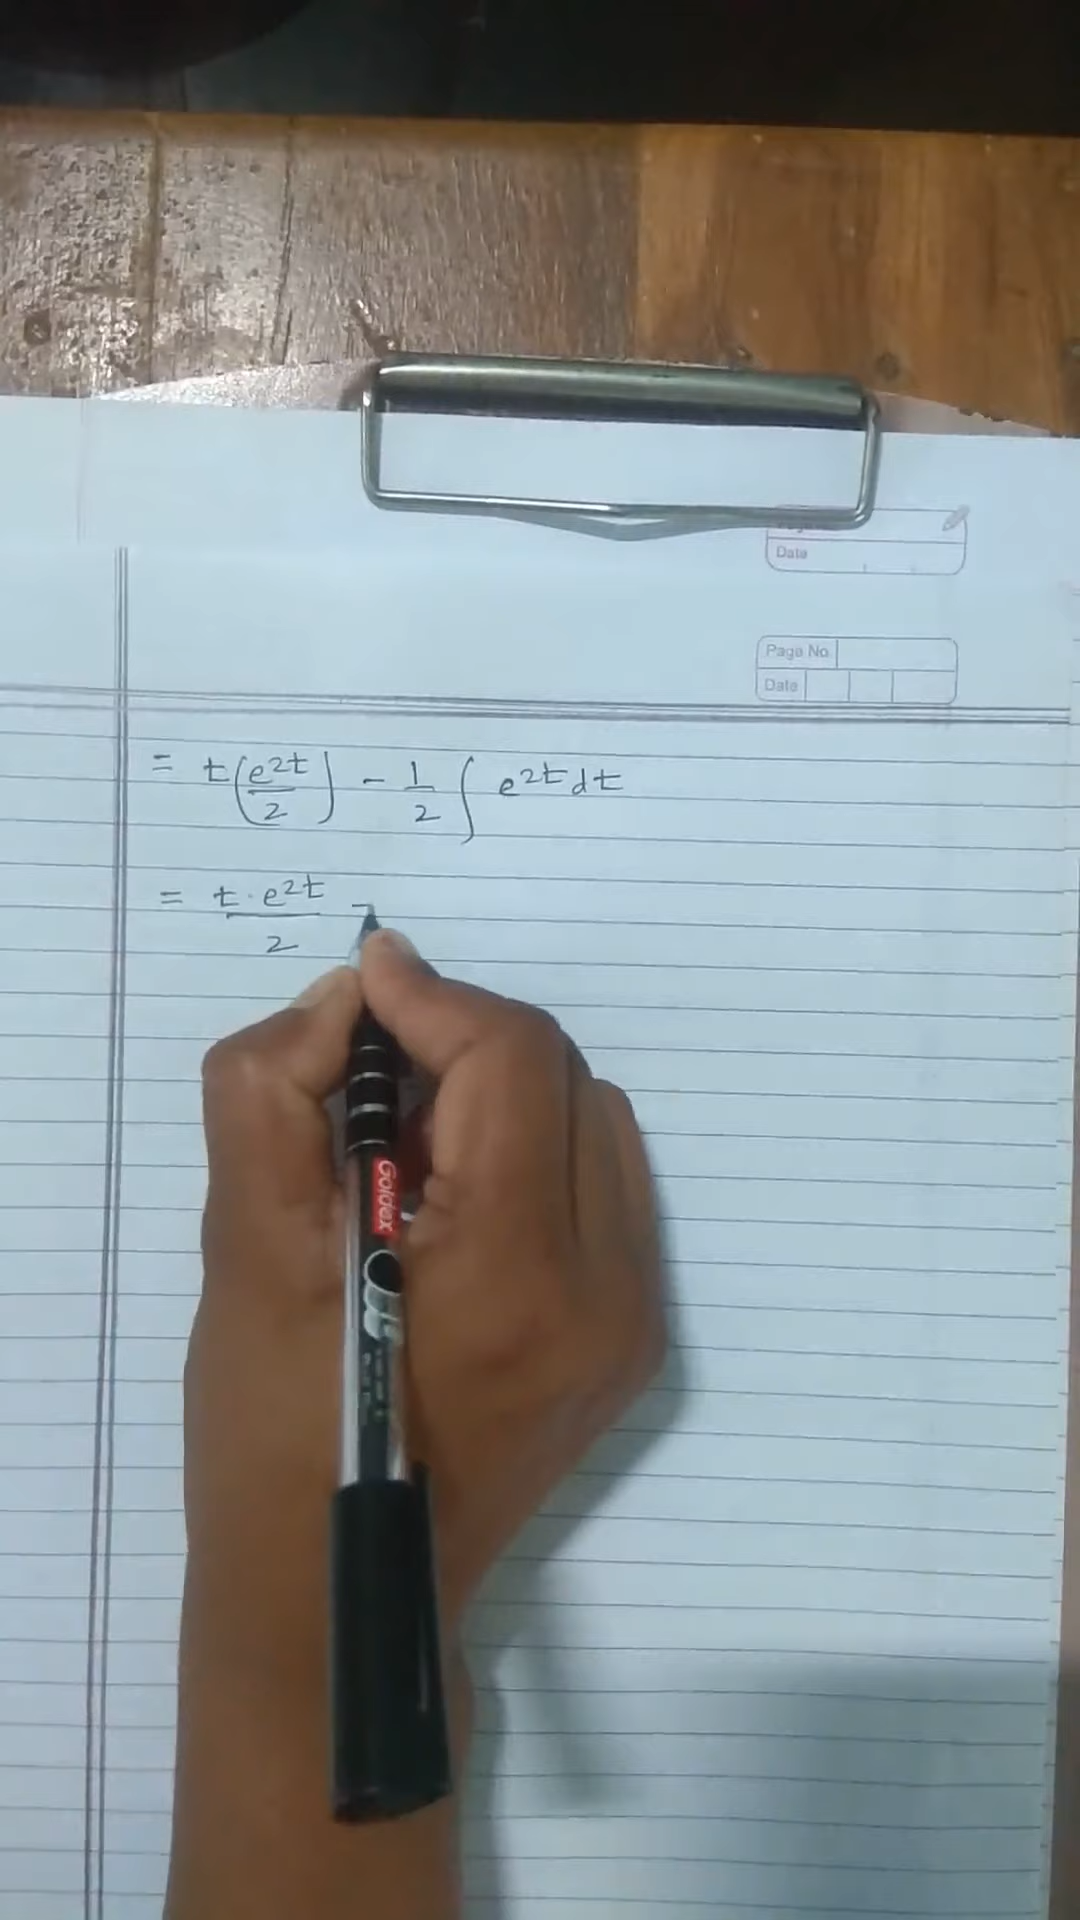 Date
Page No
Date
= t(e^2t/2) - 1/2 ∫ e^2t dt
= t · e^2t/2 -
Goldex